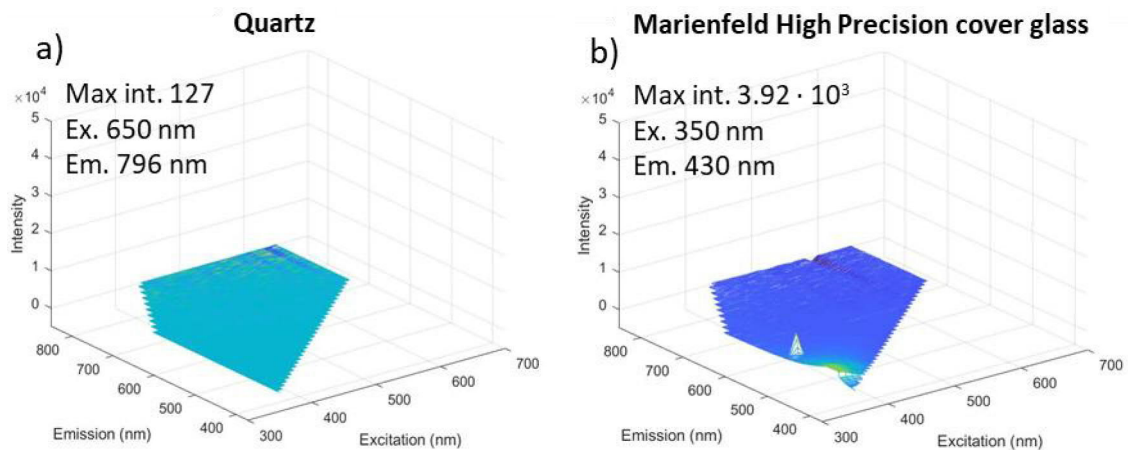 Quartz
a)
Max int. 127
Ex. 650 nm
Em. 796 nm
×10⁴
5
4
3
2
1
0
Intensity
800
700
600
500
400
Emission (nm)
300
400
500
600
700
Excitation (nm)
Marienfeld High Precision cover glass
b)
Max int. 3.92 · 10³
Ex. 350 nm
Em. 430 nm
×10⁴
5
4
3
2
1
0
Intensity
800
700
600
500
400
Emission (nm)
300
400
500
600
700
Excitation (nm)